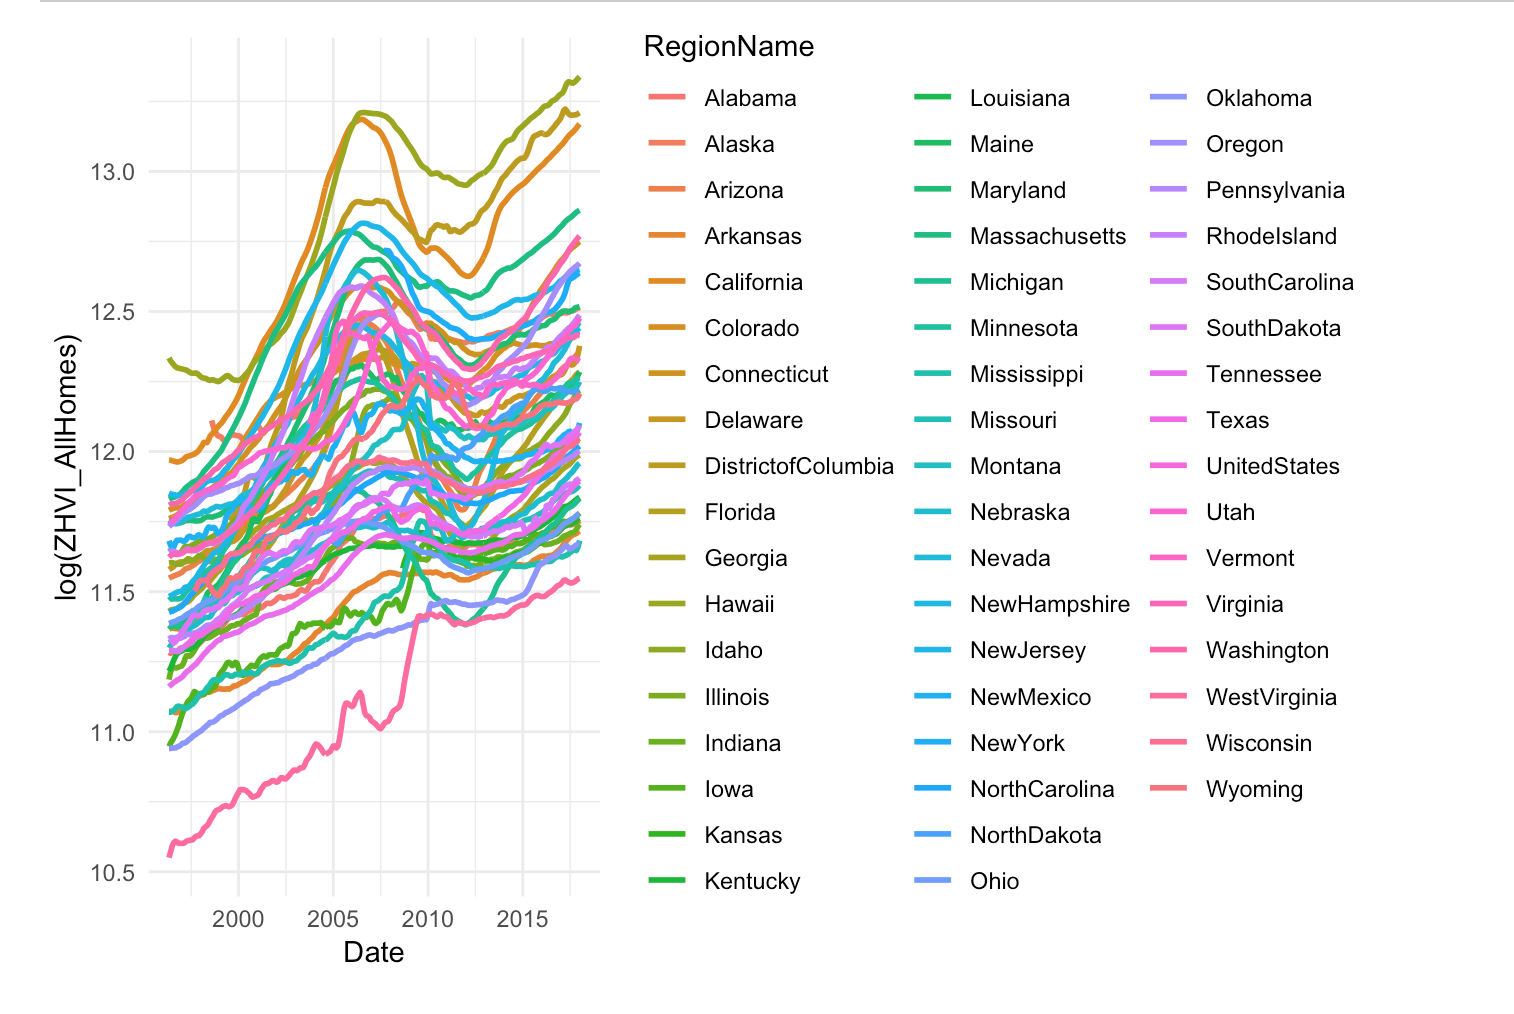 RegionName
Alabama
Alaska
Arizona
Arkansas
California
Colorado
Connecticut
Delaware
DistrictofColumbia
Florida
Georgia
Hawaii
Idaho
Illinois
Indiana
Iowa
Kansas
Kentucky
Louisiana
Maine
Maryland
Massachusetts
Michigan
Minnesota
Mississippi
Missouri
Montana
Nebraska
Nevada
NewHampshire
NewJersey
NewMexico
NewYork
NorthCarolina
NorthDakota
Ohio
Oklahoma
Oregon
Pennsylvania
RhodeIsland
SouthCarolina
SouthDakota
Tennessee
Texas
UnitedStates
Utah
Vermont
Virginia
Washington
WestVirginia
Wisconsin
Wyoming
log(ZHVI_AllHomes)
13.0
12.5
12.0
11.5
11.0
10.5
2000 2005 2010 2015
Date